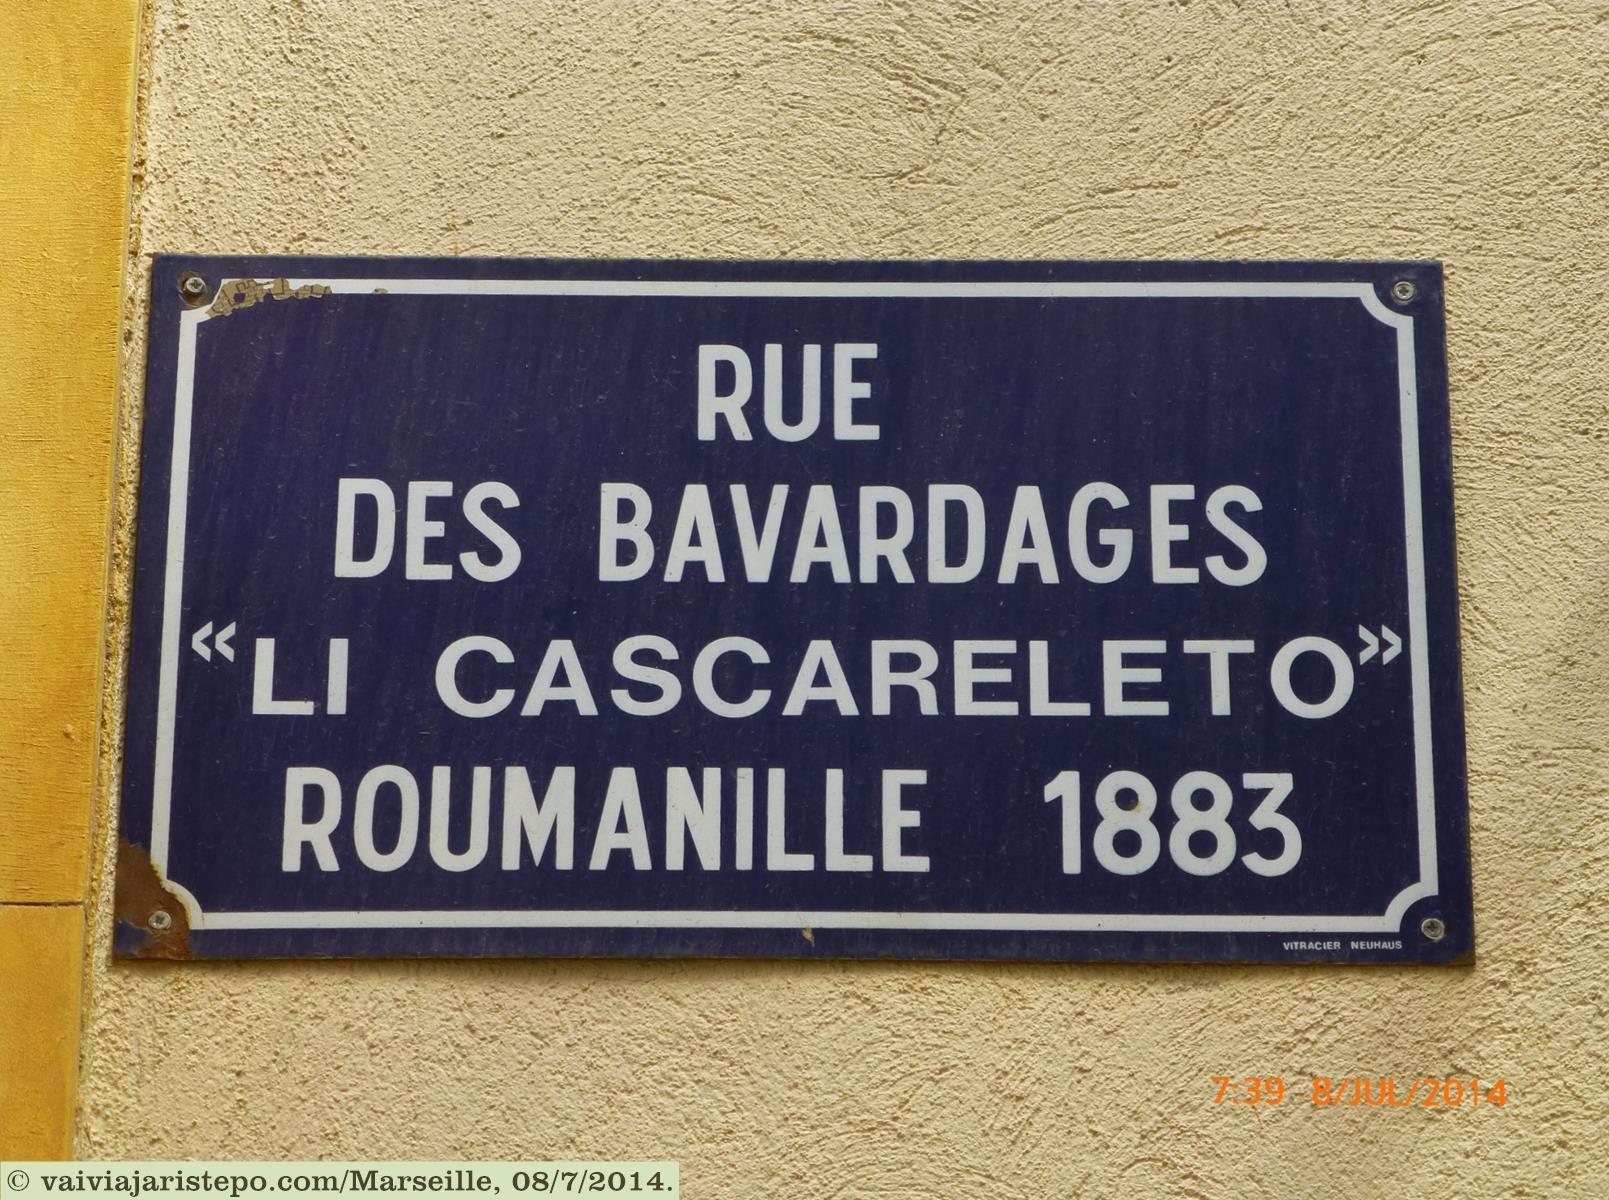 RUE
DES BAVARDAGES
«LI CASCARELETO»
ROUMANILLE 1883
VITRACIER NEUHAUS
7:39 8/JUL/2014
© vaiviajaristepo.com/Marseille, 08/7/2014.